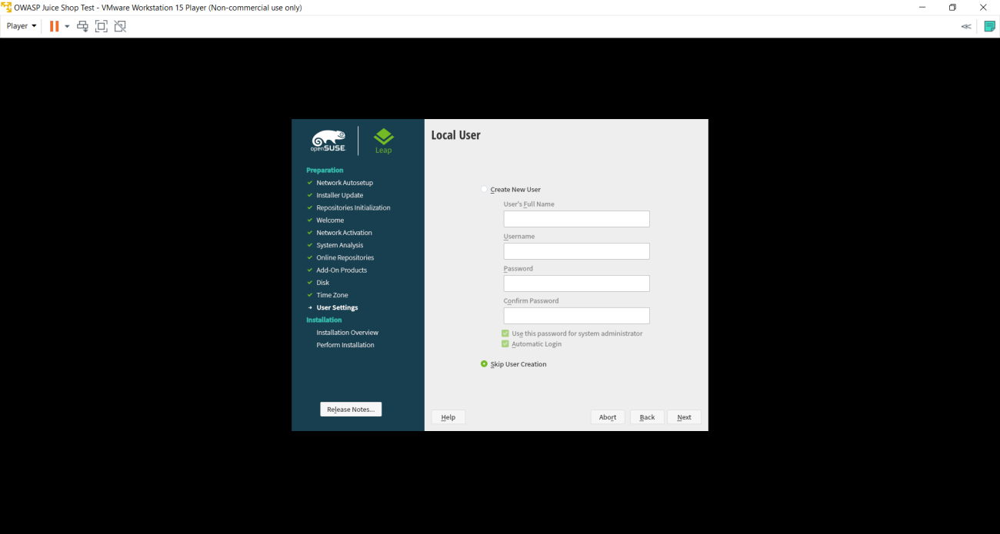 OWASP Juice Shop Test - VMware Workstation 15 Player (Non-commercial use only)
Player
openSUSE
Leap
Preparation
Network Autosetup
Installer Update
Repositories Initialization
Welcome
Network Activation
System Analysis
Online Repositories
Add-On Products
Disk
Time Zone
User Settings
Installation
Installation Overview
Perform Installation
Release Notes...
Local User
Create New User
User's Full Name
Username
Password
Confirm Password
Use this password for system administrator
Automatic Login
Skip User Creation
Help
Abort
Back
Next